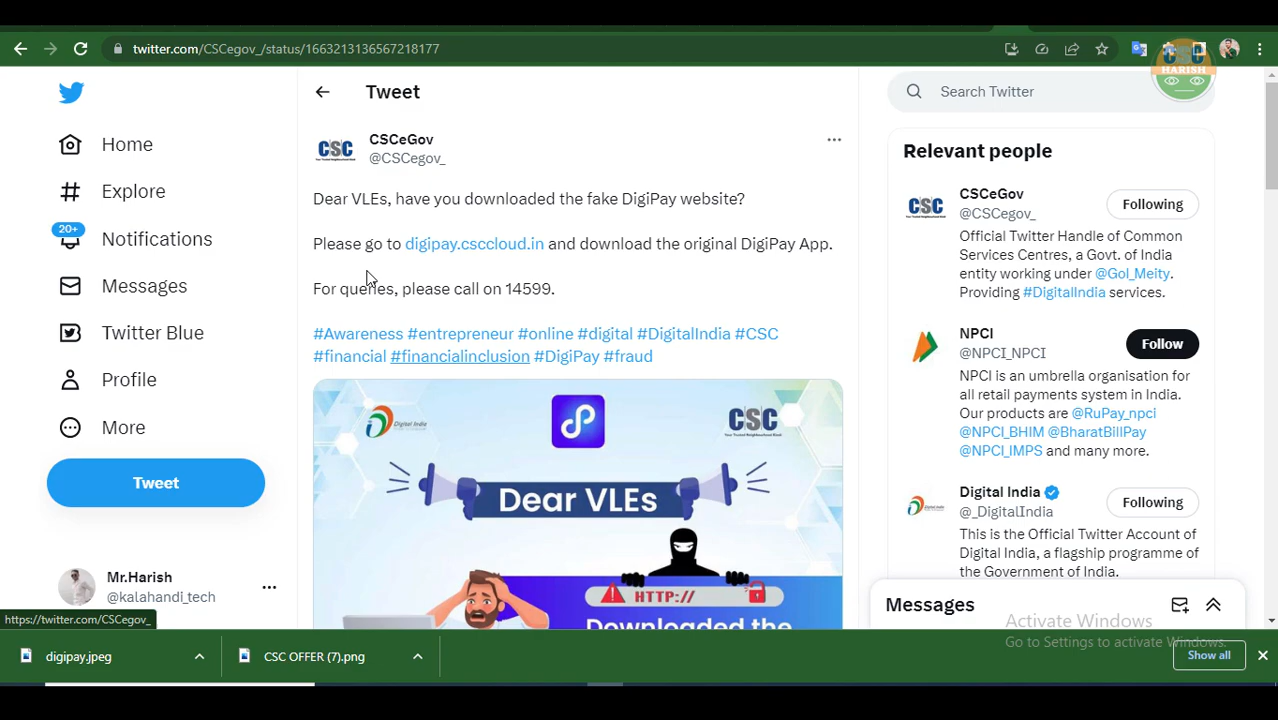 twitter.com/CSCegov_/status/1663213136567218177
CSC
HARISH
Tweet
Search Twitter
Home
Explore
20+
Notifications
Messages
Twitter Blue
Profile
More
Tweet
Mr.Harish
@kalahandi_tech
https://twitter.com/CSCegov_
CSC
CSCeGov
@CSCegov_
Dear VLEs, have you downloaded the fake DigiPay website?
Please go to digipay.csccloud.in and download the original DigiPay App.
For queries, please call on 14599.
#Awareness #entrepreneur #online #digital #DigitalIndia #CSC
#financial #financialinclusion #DigiPay #fraud
Digital India
CSC
Dear VLEs
HTTP://
Downloaded the
Relevant people
CSC
CSCeGov
@CSCegov_
Following
Official Twitter Handle of Common
Services Centres, a Govt. of India
entity working under @GoI_Meity.
Providing #DigitalIndia services.
NPCI
@NPCI_NPCI
Follow
NPCI is an umbrella organisation for
all retail payments system in India.
Our products are @RuPay_npci
@NPCI_BHIM @BharatBillPay
@NPCI_IMPS and many more.
Digital India
@_DigitalIndia
Following
This is the Official Twitter Account of
Digital India, a flagship programme of
the Government of India.
Messages
Activate Windows
Go to Settings to activate Windows.
digipay.jpeg
CSC OFFER (7).png
Show all